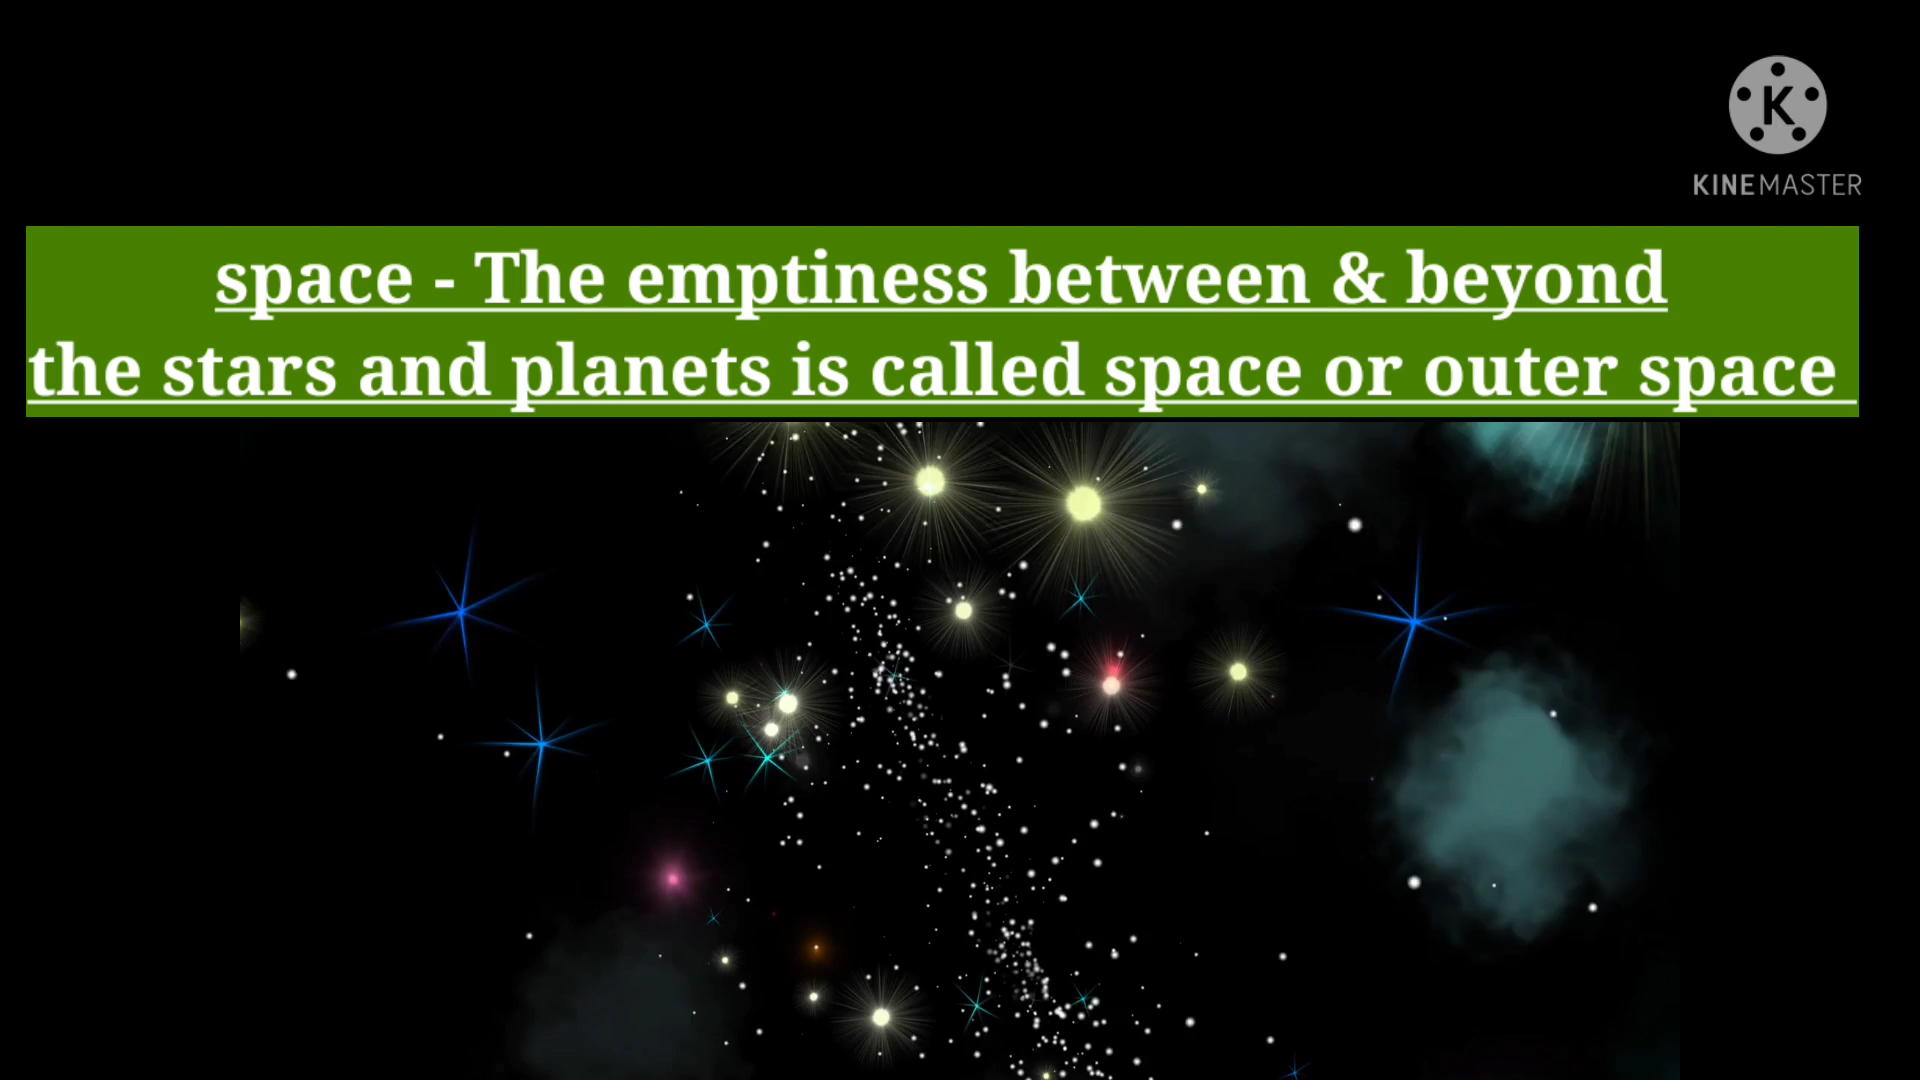 K
KINEMASTER
space - The emptiness between & beyond
the stars and planets is called space or outer space